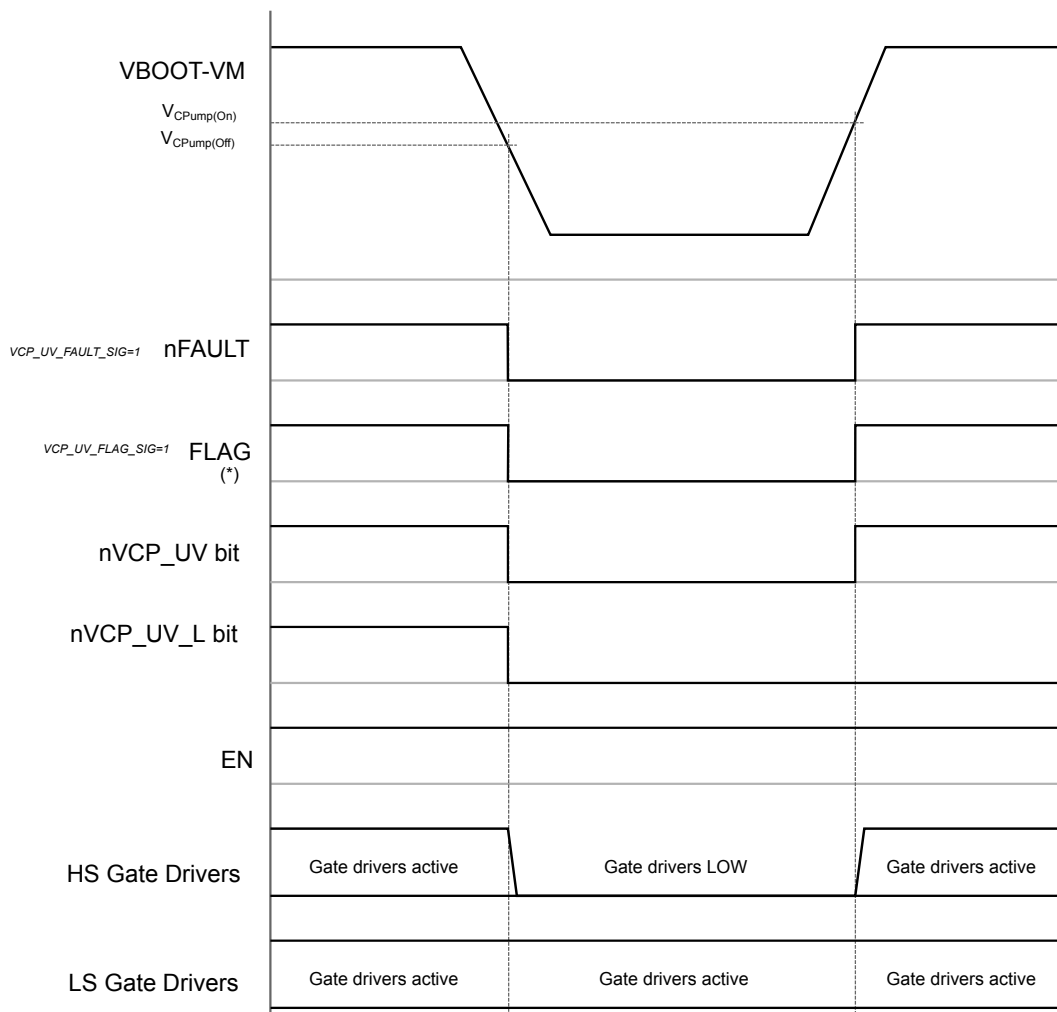 VBOOT-VM
VCPump(On)
VCPump(Off)
VCP_UV_FAULT_SIG=1 nFAULT
VCP_UV_FLAG_SIG=1 FLAG
(*)
nVCP_UV bit
nVCP_UV_L bit
EN
HS Gate Drivers Gate drivers active Gate drivers LOW Gate drivers active
LS Gate Drivers Gate drivers active Gate drivers active Gate drivers active